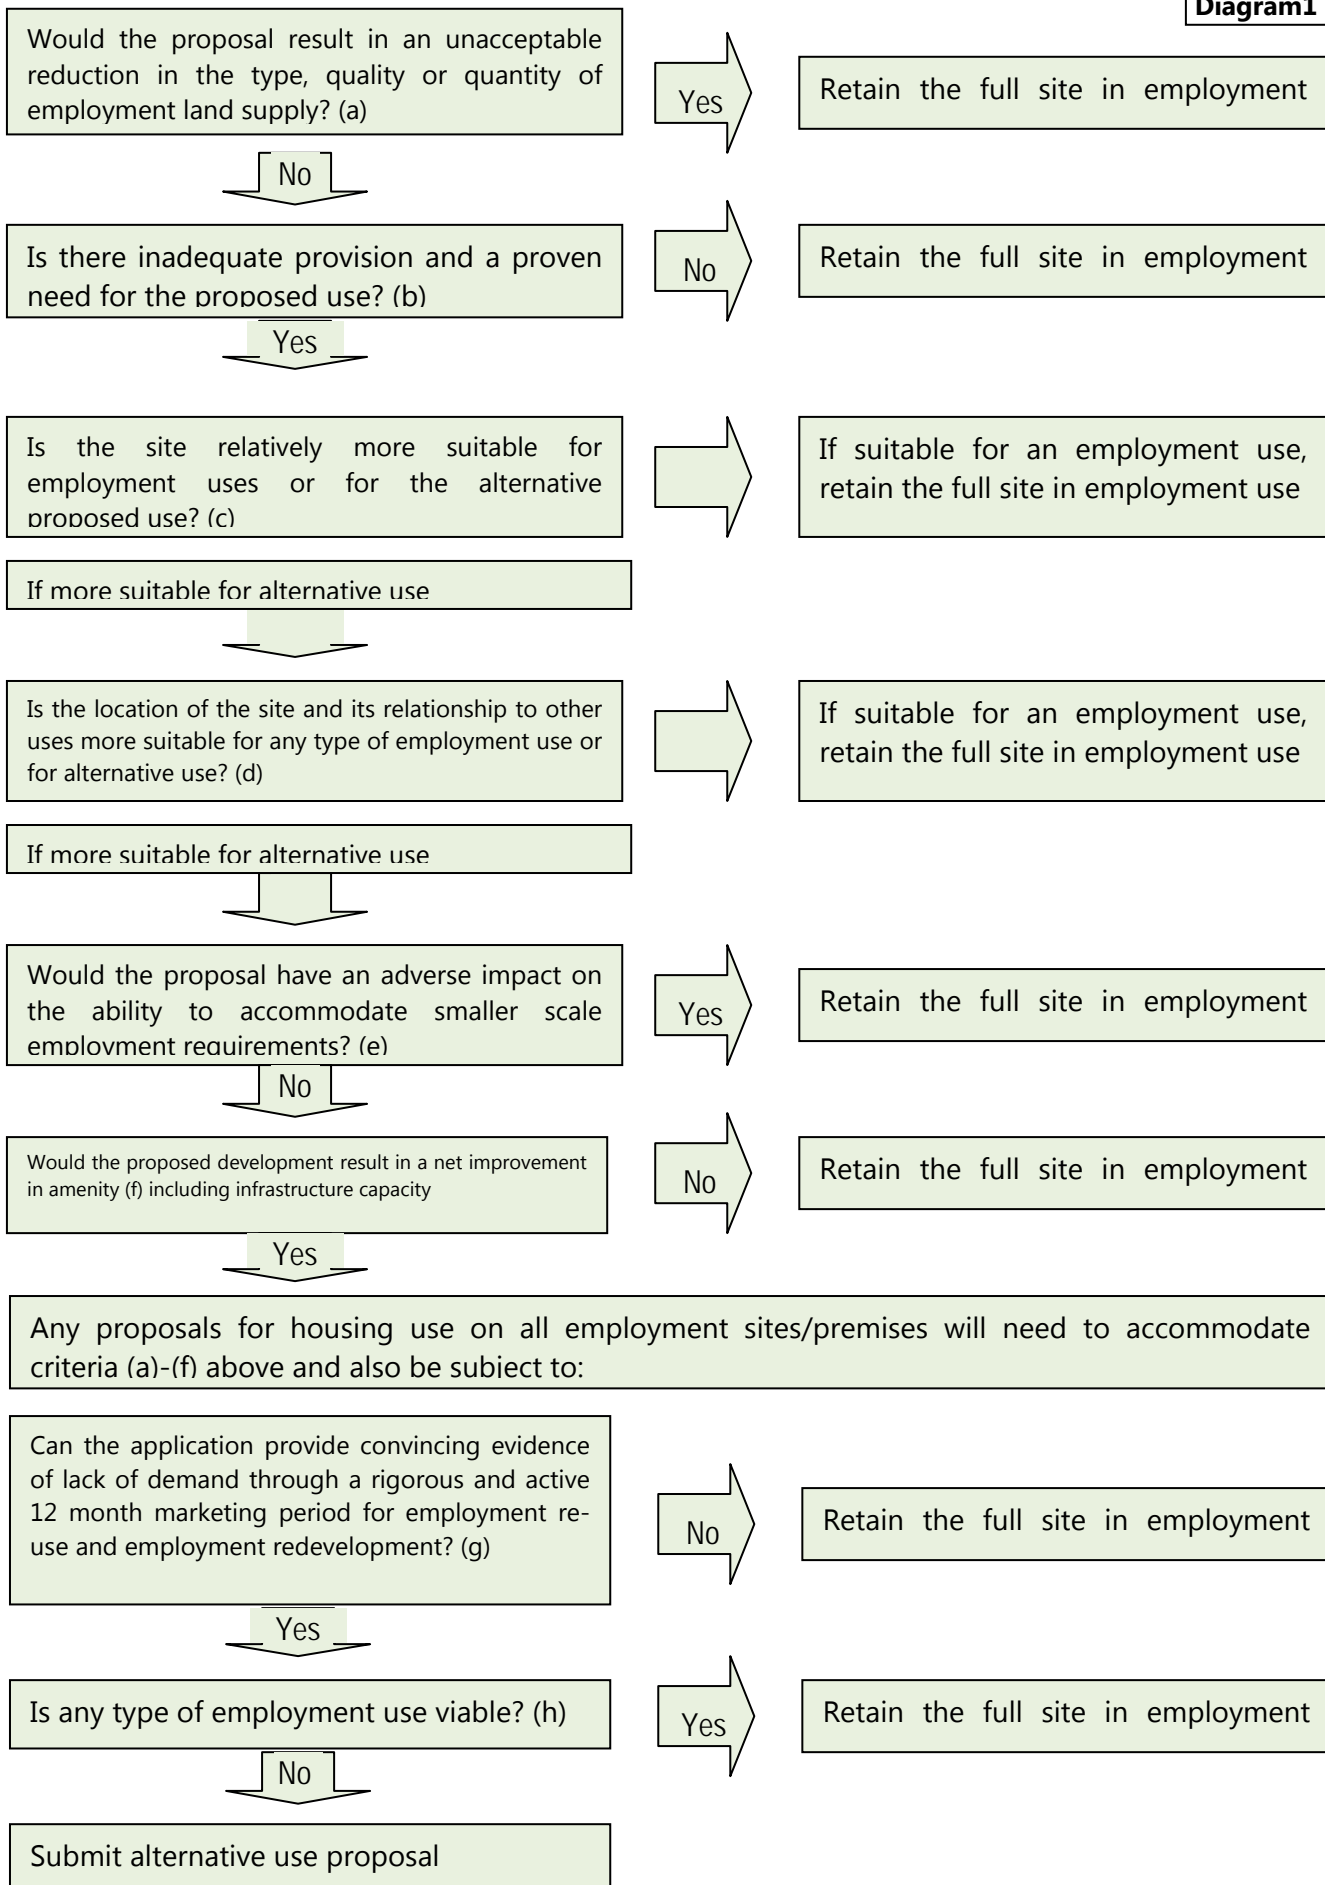 Diagram1
Would the proposal result in an unacceptable
reduction in the type, quality or quantity of
employment land supply? (a)
Yes
Retain the full site in employment
No
Is there inadequate provision and a proven
need for the proposed use? (b)
No
Retain the full site in employment
Yes
Is the site relatively more suitable for
employment uses or for the alternative
proposed use? (c)
If suitable for an employment use,
retain the full site in employment use
If more suitable for alternative use
Is the location of the site and its relationship to other
uses more suitable for any type of employment use or
for alternative use? (d)
If suitable for an employment use,
retain the full site in employment use
If more suitable for alternative use
Would the proposal have an adverse impact on
the ability to accommodate smaller scale
employment requirements? (e)
Yes
Retain the full site in employment
No
Would the proposed development result in a net improvement
in amenity (f) including infrastructure capacity
No
Retain the full site in employment
Yes
Any proposals for housing use on all employment sites/premises will need to accommodate
criteria (a)-(f) above and also be subject to:
Can the application provide convincing evidence
of lack of demand through a rigorous and active
12 month marketing period for employment re-
use and employment redevelopment? (g)
No
Retain the full site in employment
Yes
Is any type of employment use viable? (h)
Yes
Retain the full site in employment
No
Submit alternative use proposal